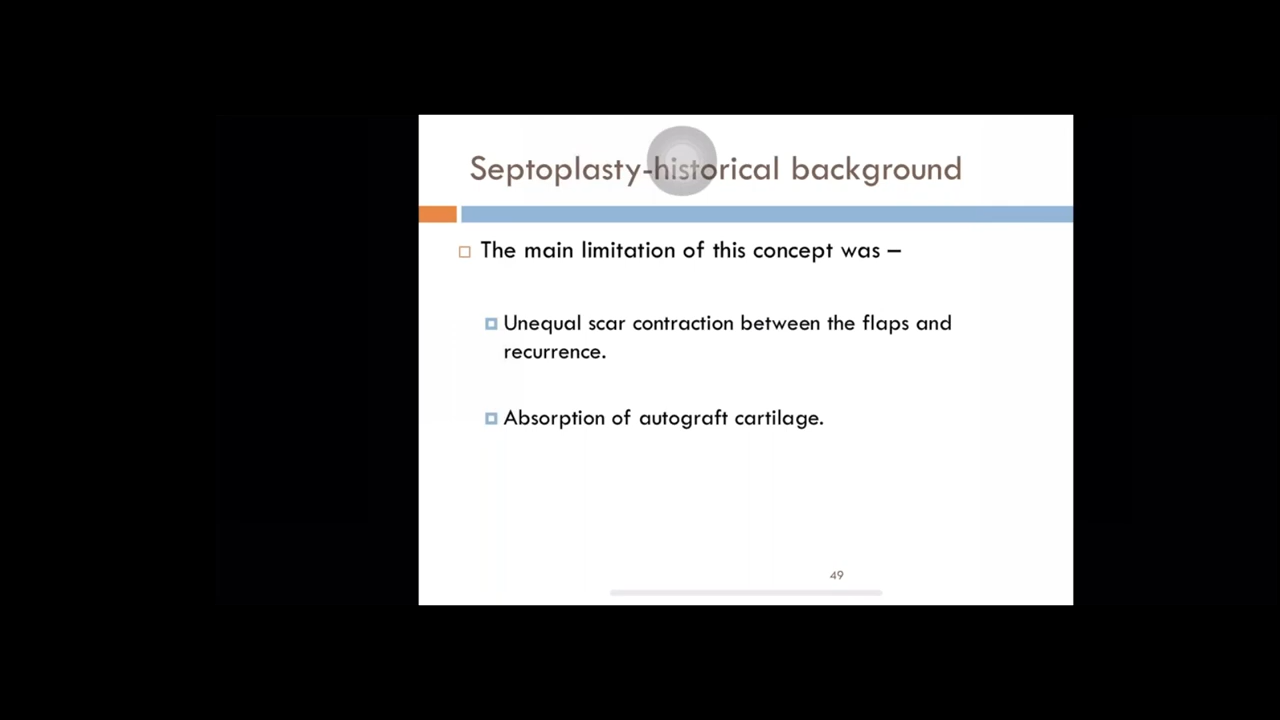 Septoplasty-historical background
The main limitation of this concept was –
Unequal scar contraction between the flaps and
recurrence.
Absorption of autograft cartilage.
49